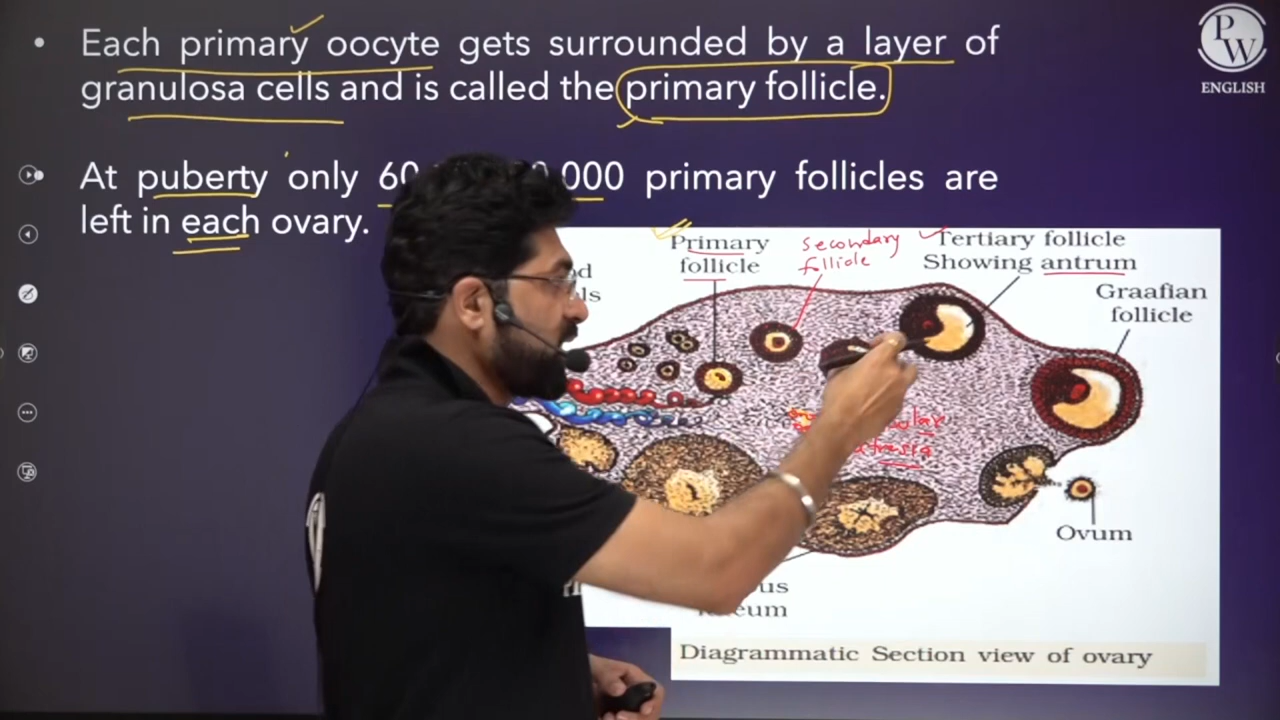 Each primary oocyte gets surrounded by a layer of
granulosa cells and is called the primary follicle.
At puberty only 60 000 primary follicles are
left in each ovary.
PW
ENGLISH
Primary
follicle
secondary
follicle
Tertiary follicle
Showing antrum
Graafian
follicle
Ovum
Diagrammatic Section view of ovary